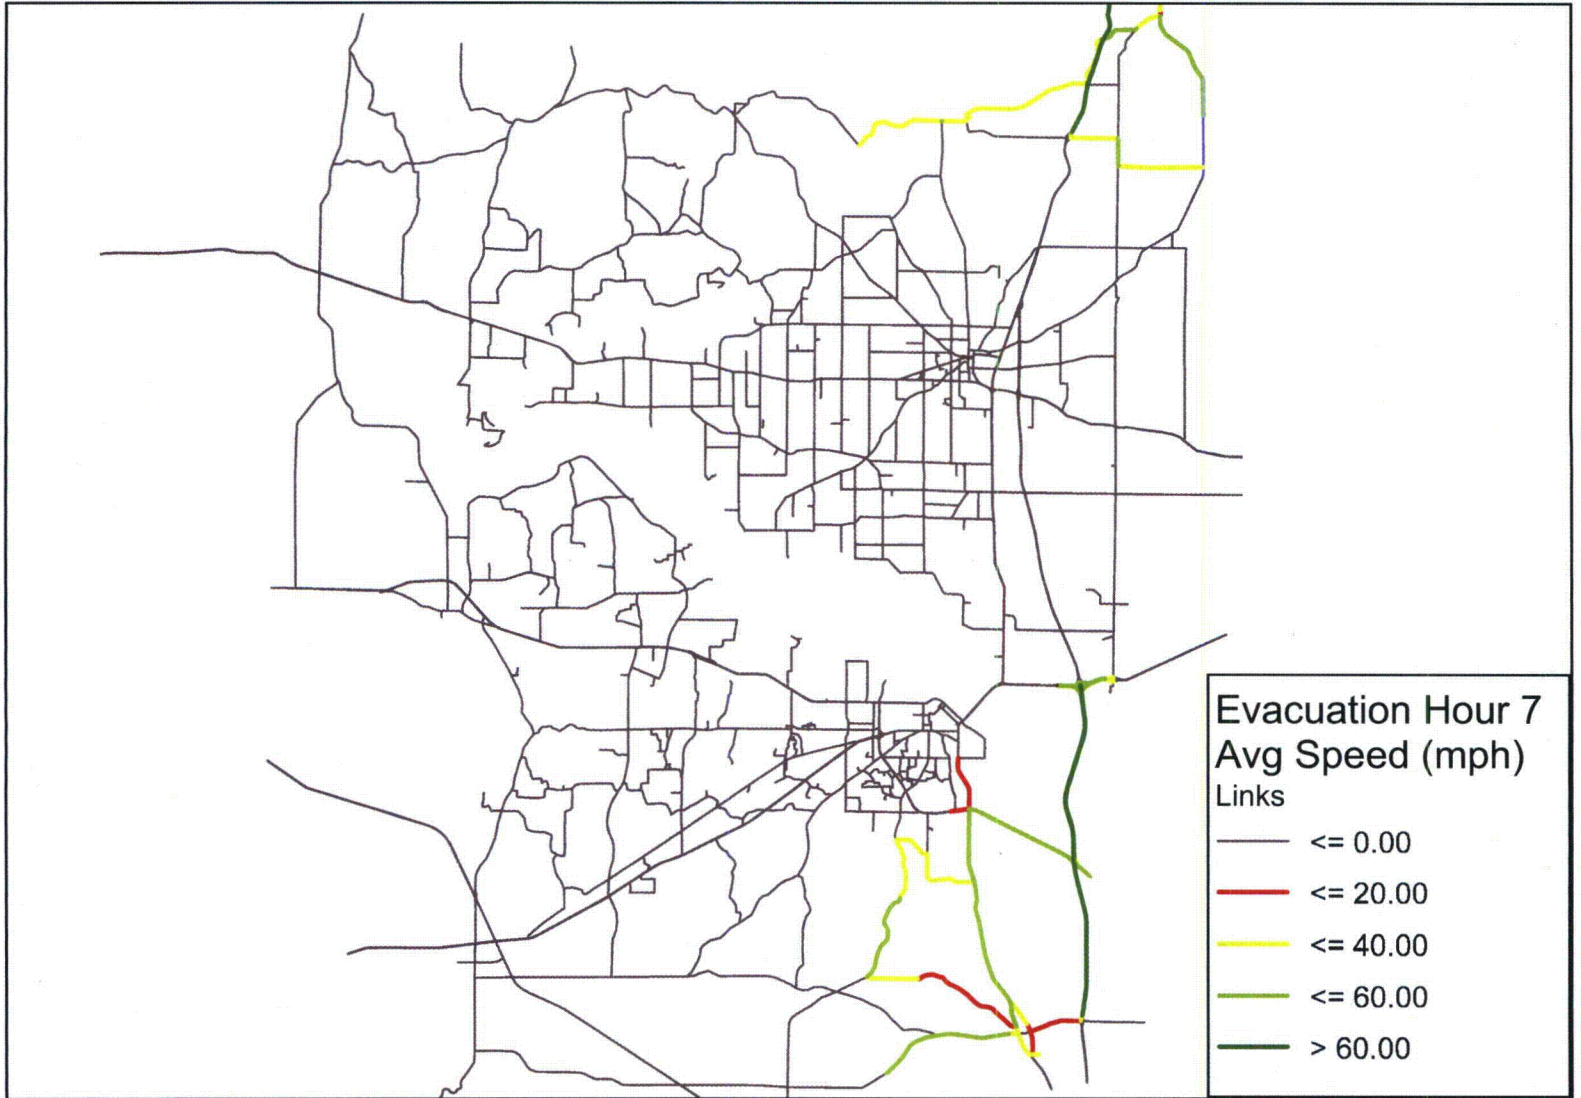 Evacuation Hour 7
Avg Speed (mph)
Links
<= 0.00
<= 20.00
<= 40.00
<= 60.00
> 60.00